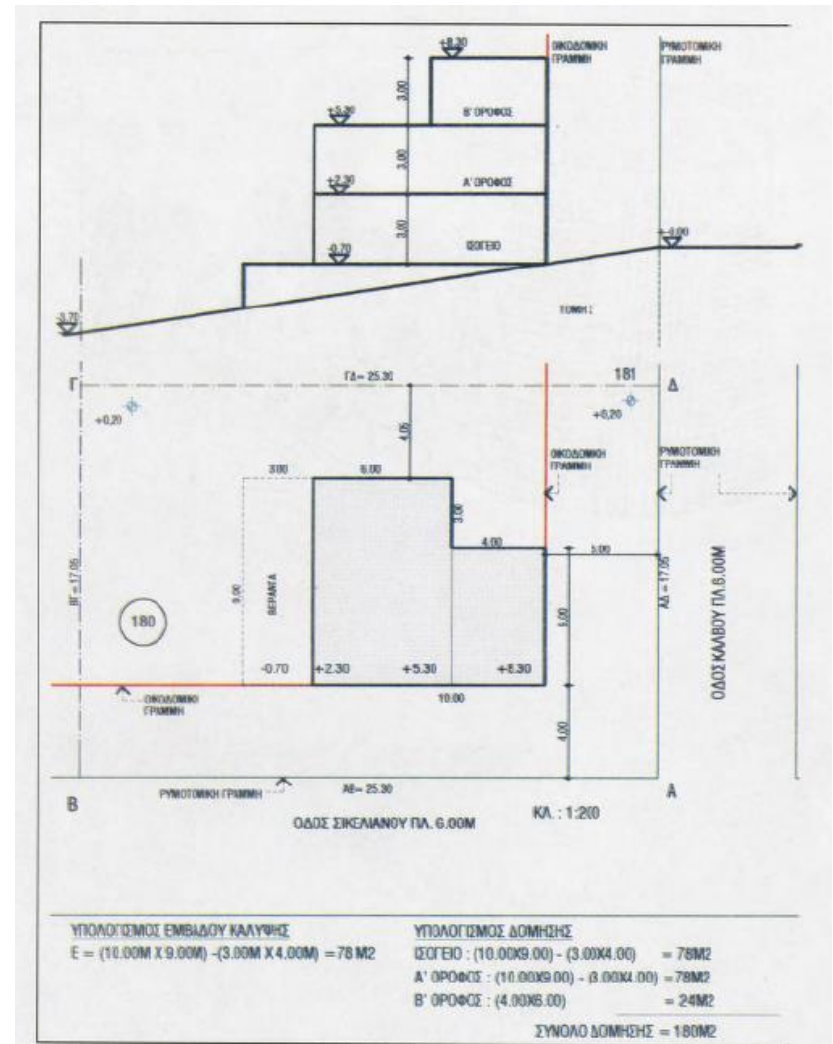 +8.30
ΟΙΚΟΔΟΜΙΚΗ
ΓΡΑΜΜΗ
ΡΥΜΟΤΟΜΙΚΗ
ΓΡΑΜΜΗ
3,00
Β' ΟΡΟΦΟΣ
+5.30
3,00
Α' ΟΡΟΦΟΣ
+2.30
3,00
ΙΣΟΓΕΙΟ
-0.70
ΤΟΜΗ Σ
Γ
ΓΔ= 25.30
181
Δ
+0,20
+0,20
4,05
ΟΙΚΟΔΟΜΙΚΗ
ΓΡΑΜΜΗ
ΡΥΜΟΤΟΜΙΚΗ
ΓΡΑΜΜΗ
3.00
6.00
3,00
4.00
5.00
ΒΓ= 17.05
9,00
ΒΕΡΑΝΤΑ
6,00
ΑΔ = 17.05
ΟΔΟΣ ΚΑΛΒΟΥ ΠΛ.6.00Μ
180
-0.70
+2.30
+5.30
+8.30
ΟΙΚΟΔΟΜΙΚΗ
ΓΡΑΜΜΗ
10.00
4,00
ΡΥΜΟΤΟΜΙΚΗ ΓΡΑΜΜΗ
ΑΒ= 25.30
Β
Α
ΟΔΟΣ ΣΙΚΕΛΙΑΝΟΥ ΠΛ. 6.00Μ
ΚΛ. : 1:200
ΥΠΟΛΟΓΙΣΜΟΣ ΕΜΒΑΔΟΥ ΚΑΛΥΨΗΣ
Ε = (10.00Μ Χ 9.00Μ) -(3.00Μ Χ 4.00Μ) = 78 Μ2
ΥΠΟΛΟΓΙΣΜΟΣ ΔΟΜΗΣΗΣ
ΙΣΟΓΕΙΟ : (10.00Χ9.00) - (3.00Χ4.00) = 78Μ2
Α' ΟΡΟΦΟΣ : (10.00Χ9.00) - (3.00Χ4.00) = 78Μ2
Β' ΟΡΟΦΟΣ : (4.00Χ6.00) = 24Μ2
ΣΥΝΟΛΟ ΔΟΜΗΣΗΣ = 180Μ2